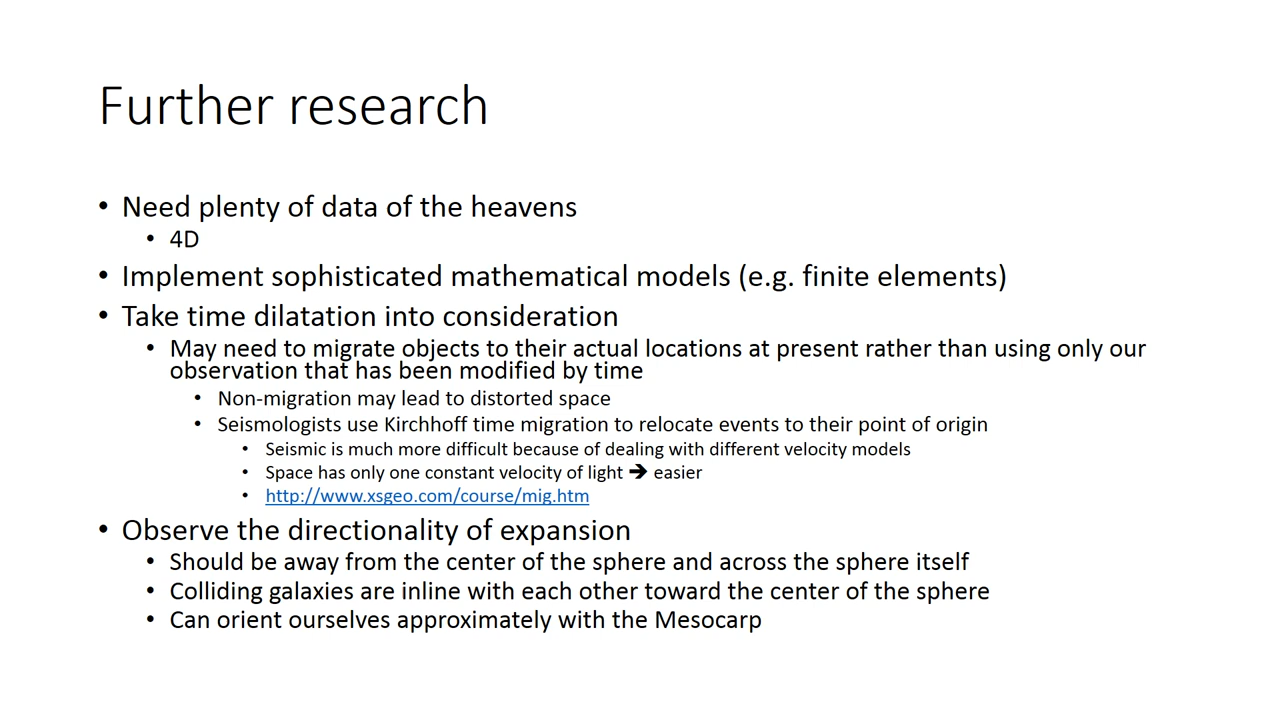 Further research
• Need plenty of data of the heavens
• 4D
• Implement sophisticated mathematical models (e.g. finite elements)
• Take time dilatation into consideration
• May need to migrate objects to their actual locations at present rather than using only our
observation that has been modified by time
• Non-migration may lead to distorted space
• Seismologists use Kirchhoff time migration to relocate events to their point of origin
• Seismic is much more difficult because of dealing with different velocity models
• Space has only one constant velocity of light ➔ easier
• http://www.xsgeo.com/course/mig.htm
• Observe the directionality of expansion
• Should be away from the center of the sphere and across the sphere itself
• Colliding galaxies are inline with each other toward the center of the sphere
• Can orient ourselves approximately with the Mesocarp